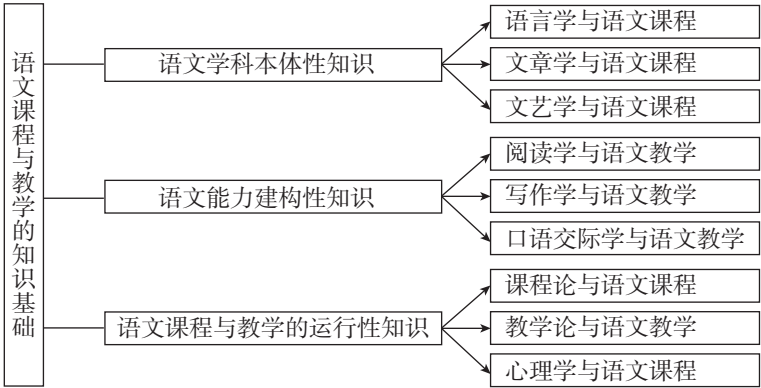 语文课程与教学的知识基础
语文学科本体性知识
语言学与语文课程
文章学与语文课程
文艺学与语文课程
语文能力建构性知识
阅读学与语文教学
写作学与语文教学
口语交际学与语文教学
语文课程与教学的运行性知识
课程论与语文课程
教学论与语文教学
心理学与语文课程